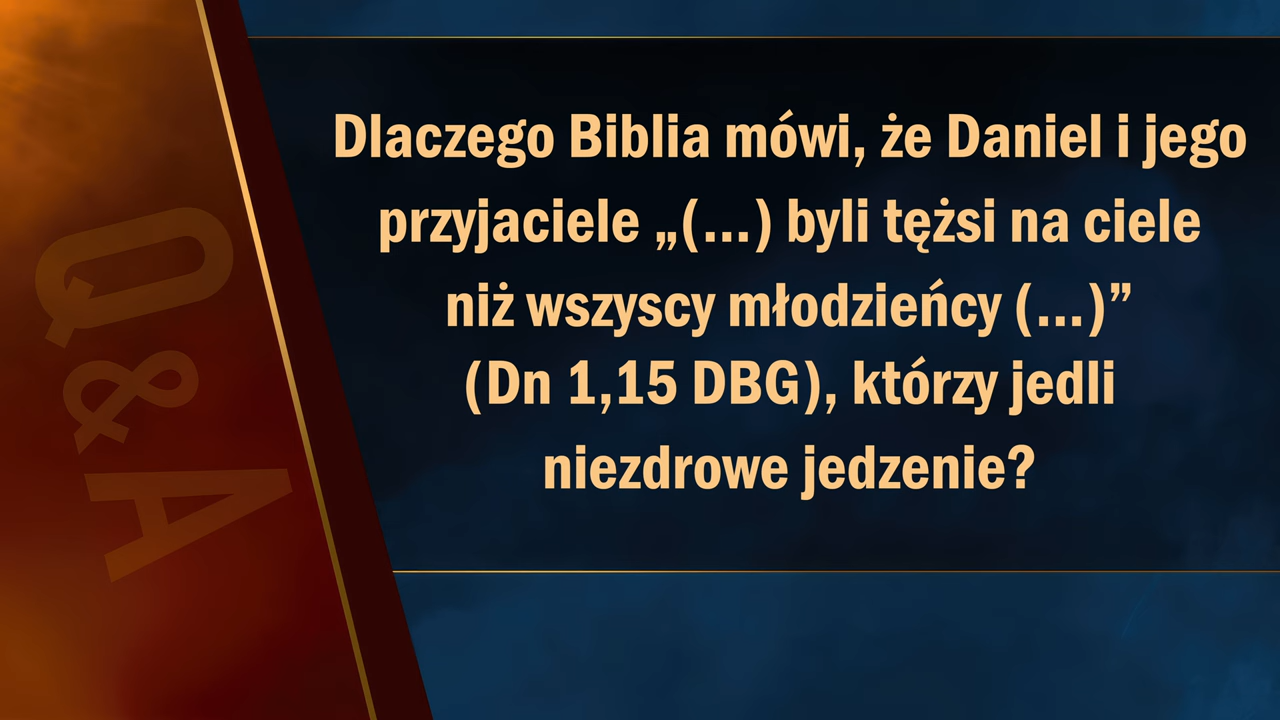 Dlaczego Biblia mówi, że Daniel i jego
przyjaciele „(...) byli tężsi na ciele
niż wszyscy młodzieńcy (...)”
(Dn 1,15 DBG), którzy jedli
niezdrowe jedzenie?
Q&A